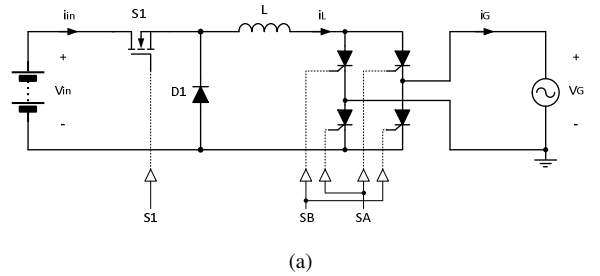 iin
S1
L
iL
iG
+
Vin
-
D1
+
VG
-
S1
SB
SA
(a)